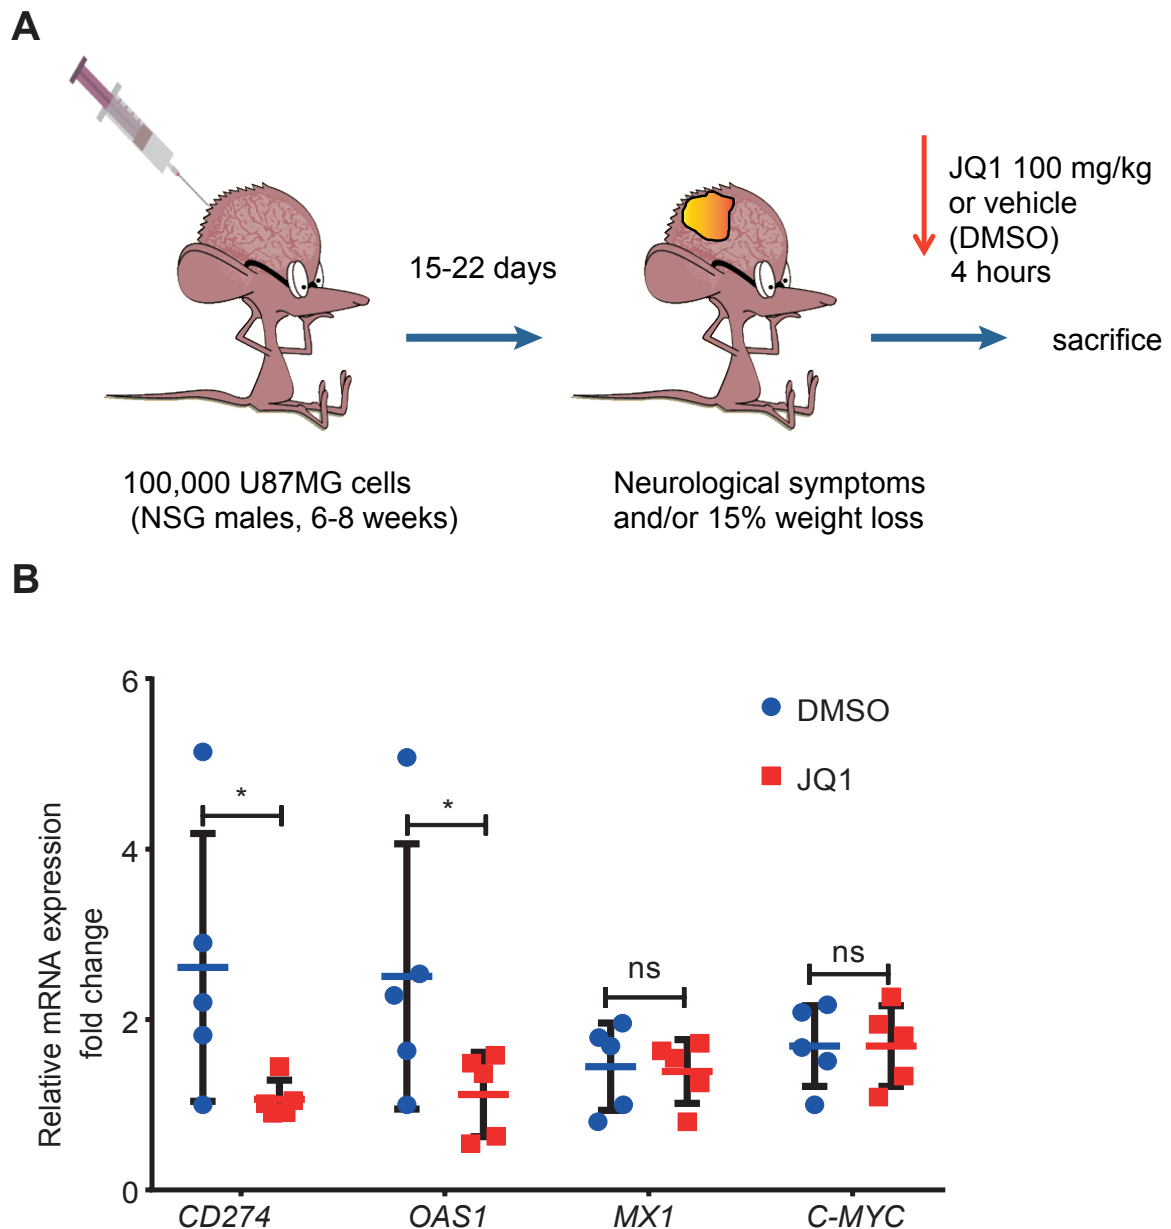 A
15-22 days
JQ1 100 mg/kg
or vehicle
(DMSO)
4 hours
sacrifice
100,000 U87MG cells
(NSG males, 6-8 weeks)
Neurological symptoms
and/or 15% weight loss
B
Relative mRNA expression
fold change
6
4
2
0
DMSO
JQ1
*
*
ns
ns
CD274
OAS1
MX1
C-MYC